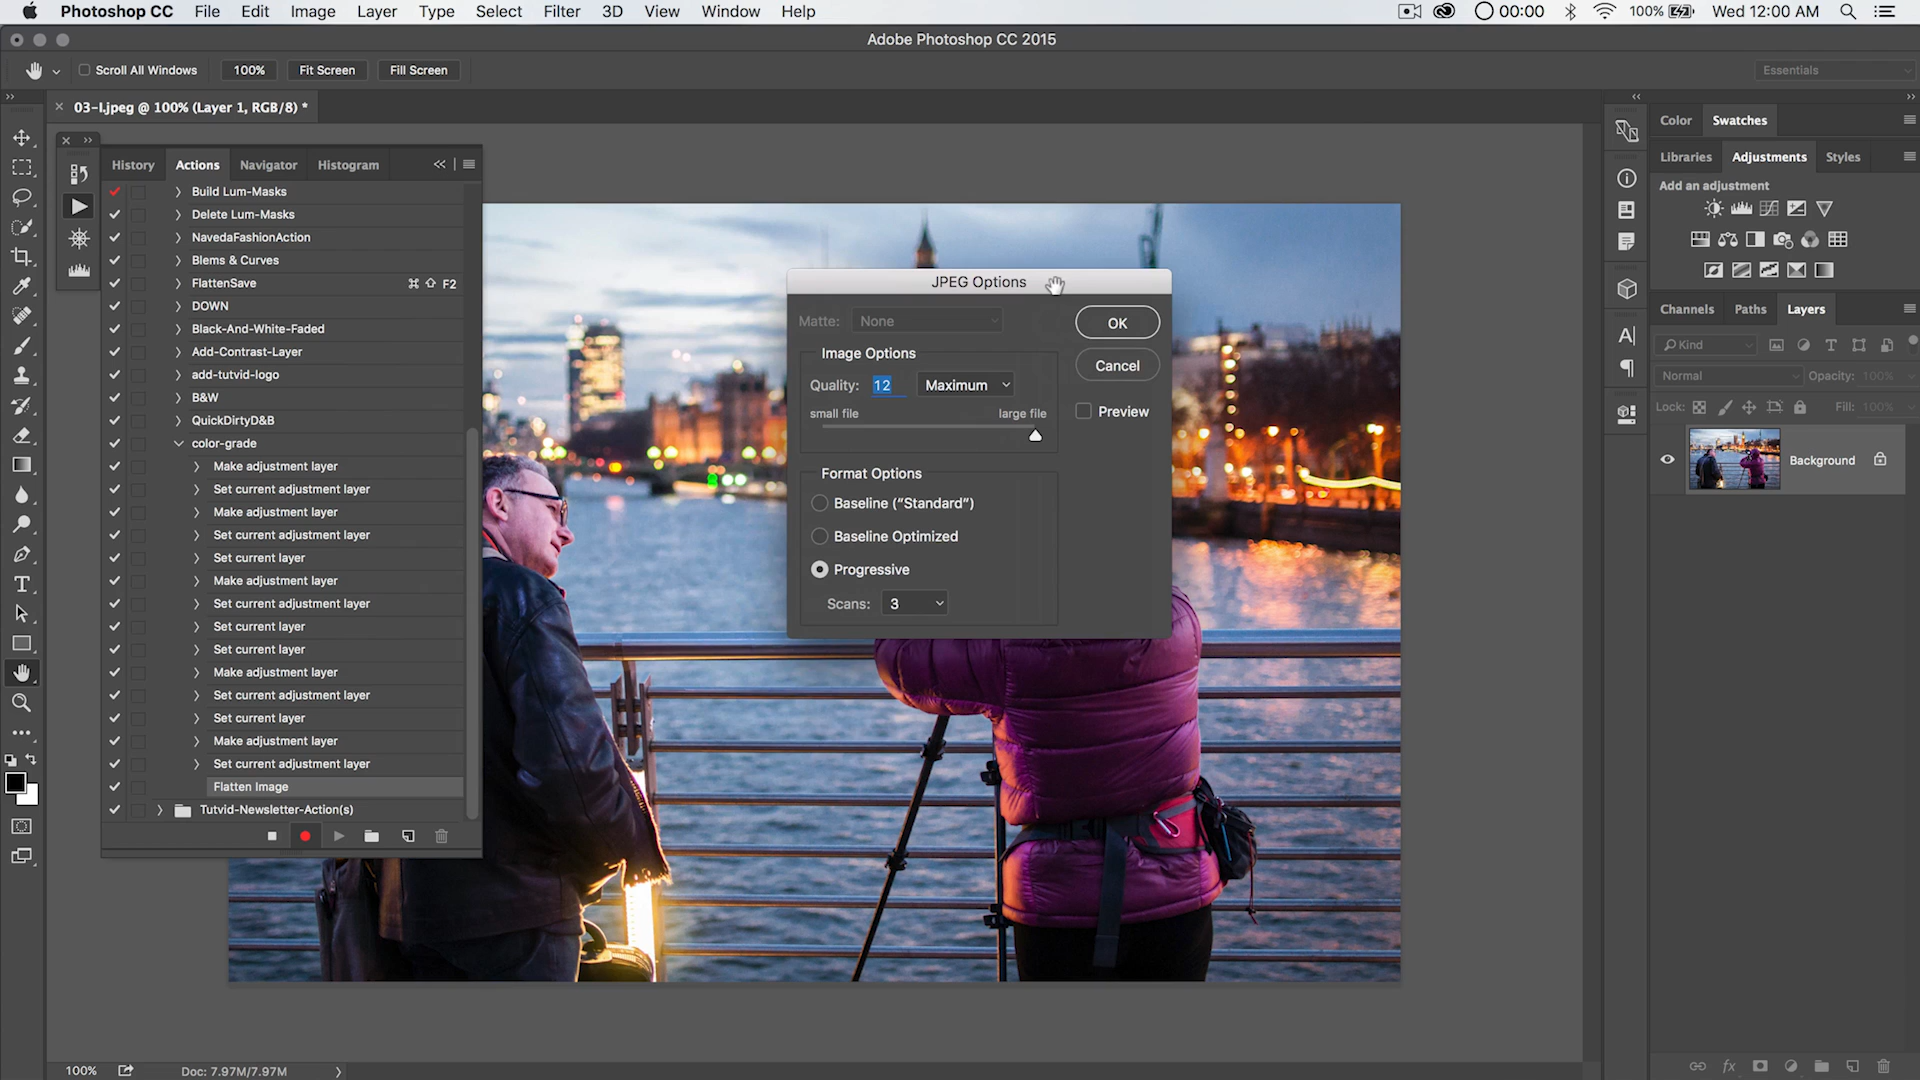 Photoshop CC File Edit Image Layer Type Select Filter 3D View Window Help 00:00 100% Wed 12:00 AM
Adobe Photoshop CC 2015
Scroll All Windows 100% Fit Screen Fill Screen Essentials
03-l.jpeg @ 100% (Layer 1, RGB/8) *
History Actions Navigator Histogram
Build Lum-Masks
Delete Lum-Masks
NavedaFashionAction
Blems & Curves
FlattenSave ⌘ ⇧ F2
DOWN
Black-And-White-Faded
Add-Contrast-Layer
add-tutvid-logo
B&W
QuickDirtyD&B
color-grade
Make adjustment layer
Set current adjustment layer
Make adjustment layer
Set current adjustment layer
Set current layer
Make adjustment layer
Set current adjustment layer
Set current layer
Set current layer
Make adjustment layer
Set current adjustment layer
Set current layer
Make adjustment layer
Set current adjustment layer
Flatten Image
Tutvid-Newsletter-Action(s)
JPEG Options
Matte: None
OK
Image Options
Cancel
Quality: 12 Maximum
small file large file
Preview
Format Options
Baseline (“Standard”)
Baseline Optimized
Progressive
Scans: 3
Color Swatches
Libraries Adjustments Styles
Add an adjustment
Channels Paths Layers
Kind
Normal Opacity: 100%
Lock: Fill: 100%
Background
100% Doc: 7.97M/7.97M